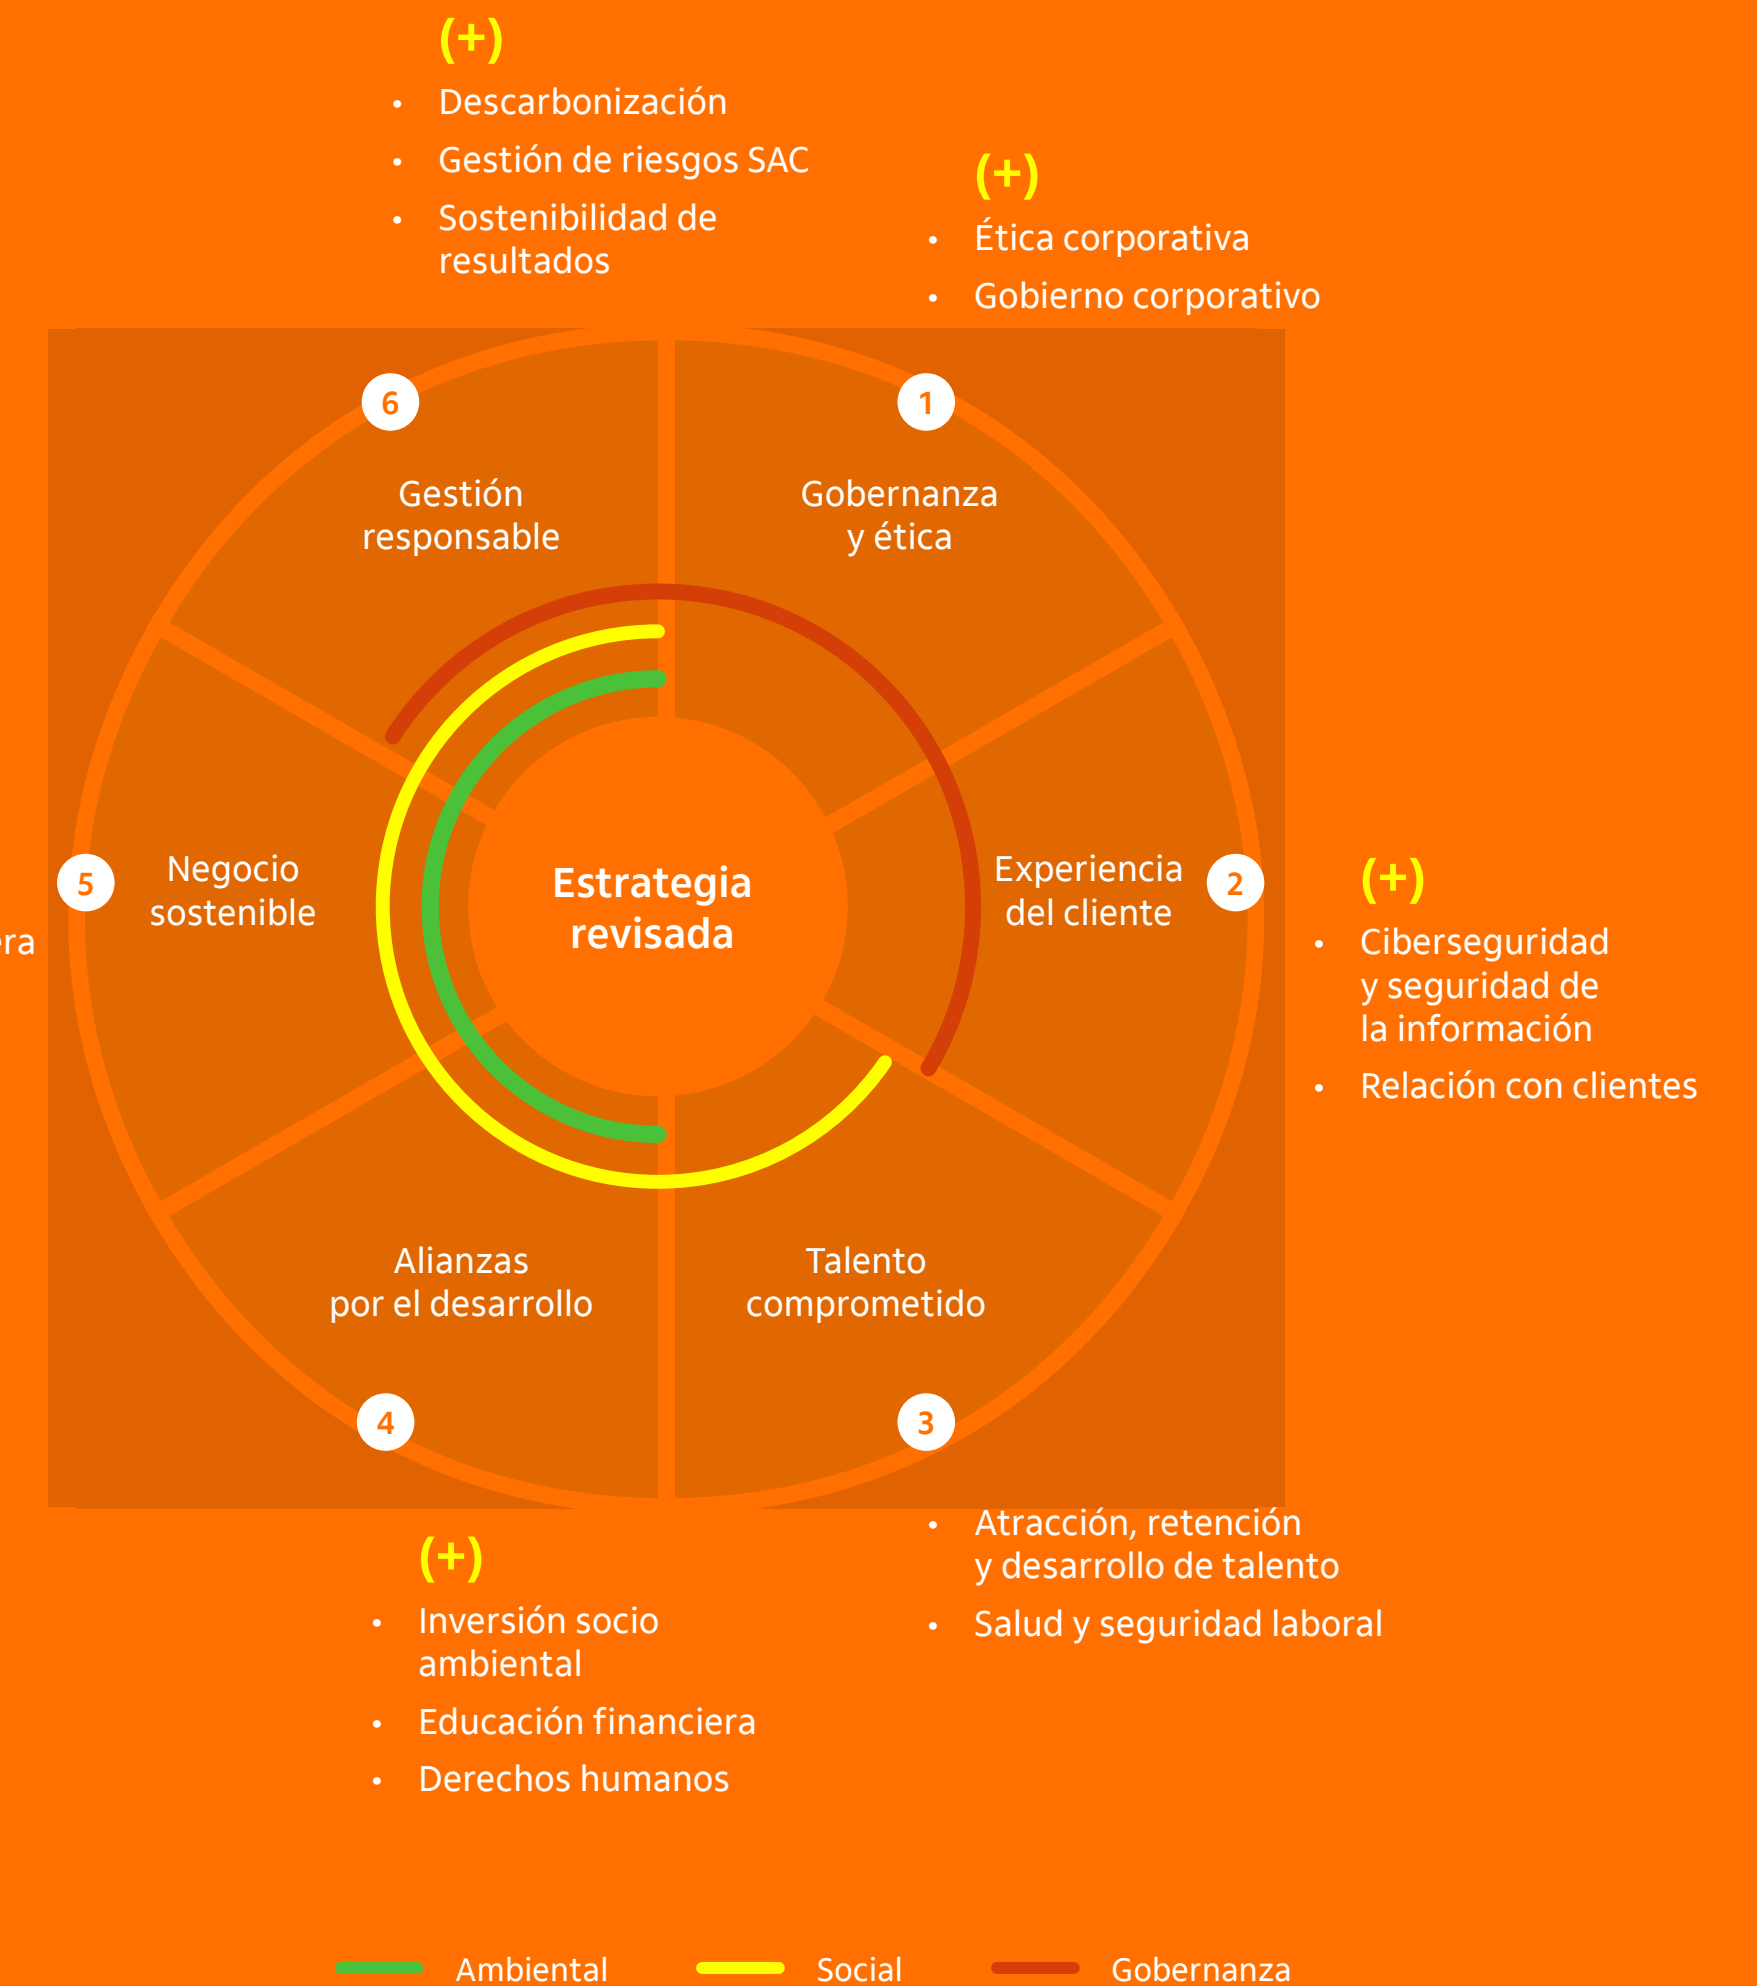 (+)
• Descarbonización
• Gestión de riesgos SAC
• Sostenibilidad de
resultados
(+)
• Ética corporativa
• Gobierno corporativo
6
Gestión
responsable
1
Gobernanza
y ética
5
Negocio
sostenible
Estrategia
revisada
Experiencia
del cliente
2
(+)
• Ciberseguridad
y seguridad de
la información
• Relación con clientes
Alianzas
por el desarrollo
4
Talento
comprometido
3
• Atracción, retención
y desarrollo de talento
• Salud y seguridad laboral
(+)
• Inversión socio
ambiental
• Educación financiera
• Derechos humanos
Ambiental
Social
Gobernanza